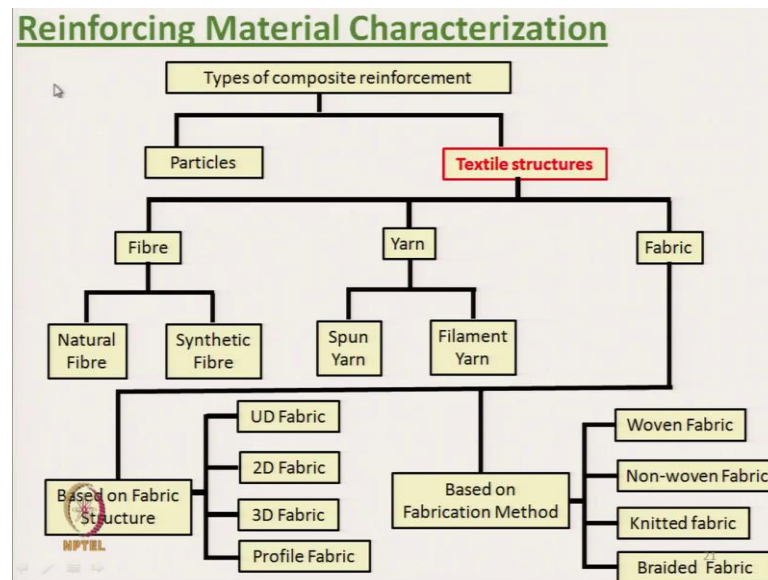 Reinforcing Material Characterization
Types of composite reinforcement
Particles
Textile structures
Fibre
Yarn
Fabric
Natural
Fibre
Synthetic
Fibre
Spun
Yarn
Filament
Yarn
Based on Fabric
Structure
UD Fabric
2D Fabric
3D Fabric
Profile Fabric
Based on
Fabrication Method
Woven Fabric
Non-woven Fabric
Knitted fabric
Braided Fabric
NPTEL
21